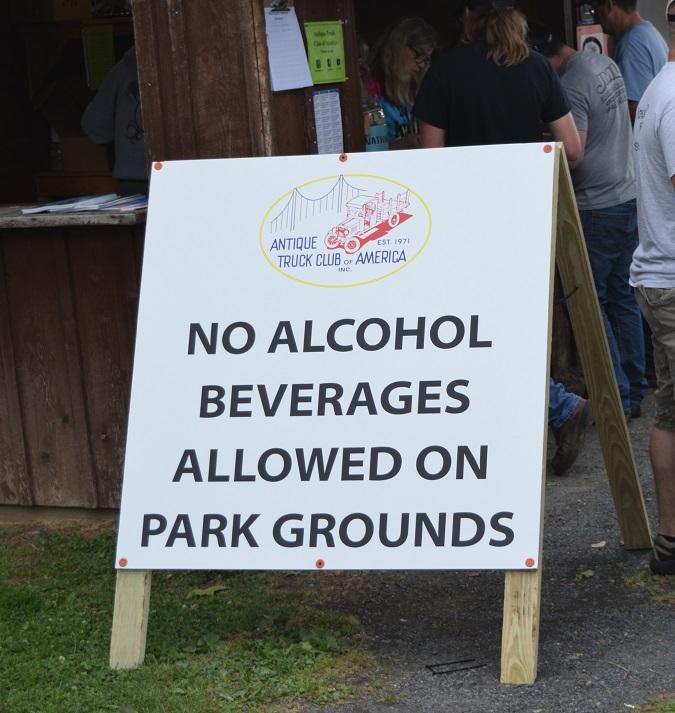 ANTIQUE EST. 1971
TRUCK CLUB OF AMERICA
INC.
NO ALCOHOL
BEVERAGES
ALLOWED ON
PARK GROUNDS